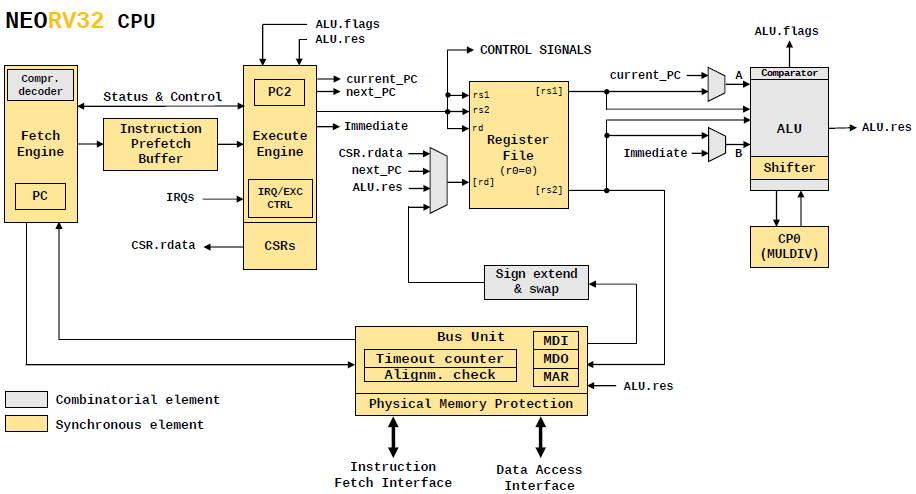 NEORV32 CPU
ALU.flags
ALU.res
ALU.flags
CONTROL SIGNALS
Compr.
decoder
Fetch
Engine
PC
Status & Control
Instruction
Prefetch
Buffer
IRQs
CSR.rdata
PC2
Execute
Engine
IRQ/EXC
CTRL
CSRs
current_PC
next_PC
Immediate
CSR.rdata
next_PC
ALU.res
rs1
rs2
rd
[rd]
[rs1]
Register
File
(r0=0)
[rs2]
current_PC
A
Immediate
B
Comparator
ALU
Shifter
ALU.res
CP0
(MULDIV)
Sign extend
& swap
Bus Unit
Timeout counter
Alignm. check
MDI
MDO
MAR
Physical Memory Protection
ALU.res
Combinatorial element
Synchronous element
Instruction
Fetch Interface
Data Access
Interface